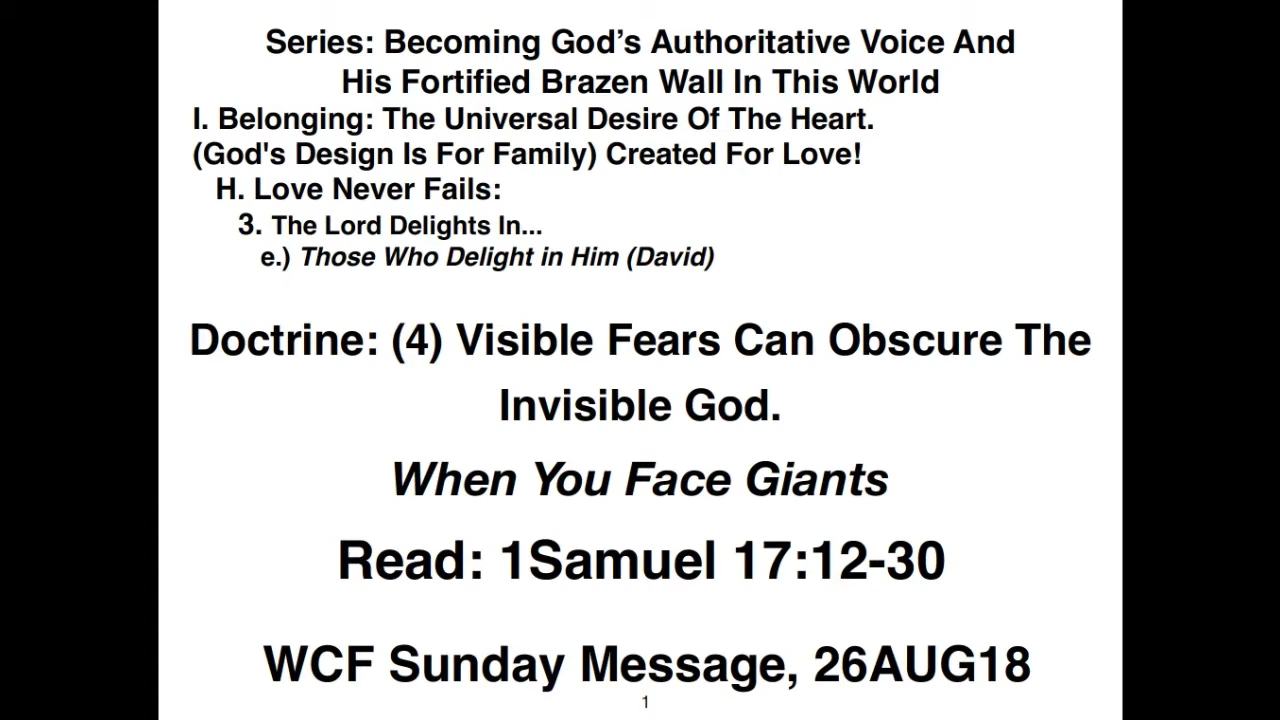 Series: Becoming God’s Authoritative Voice And
His Fortified Brazen Wall In This World
I. Belonging: The Universal Desire Of The Heart.
(God's Design Is For Family) Created For Love!
H. Love Never Fails:
3. The Lord Delights In...
e.) Those Who Delight in Him (David)
Doctrine: (4) Visible Fears Can Obscure The
Invisible God.
When You Face Giants
Read: 1Samuel 17:12-30
WCF Sunday Message, 26AUG18
1